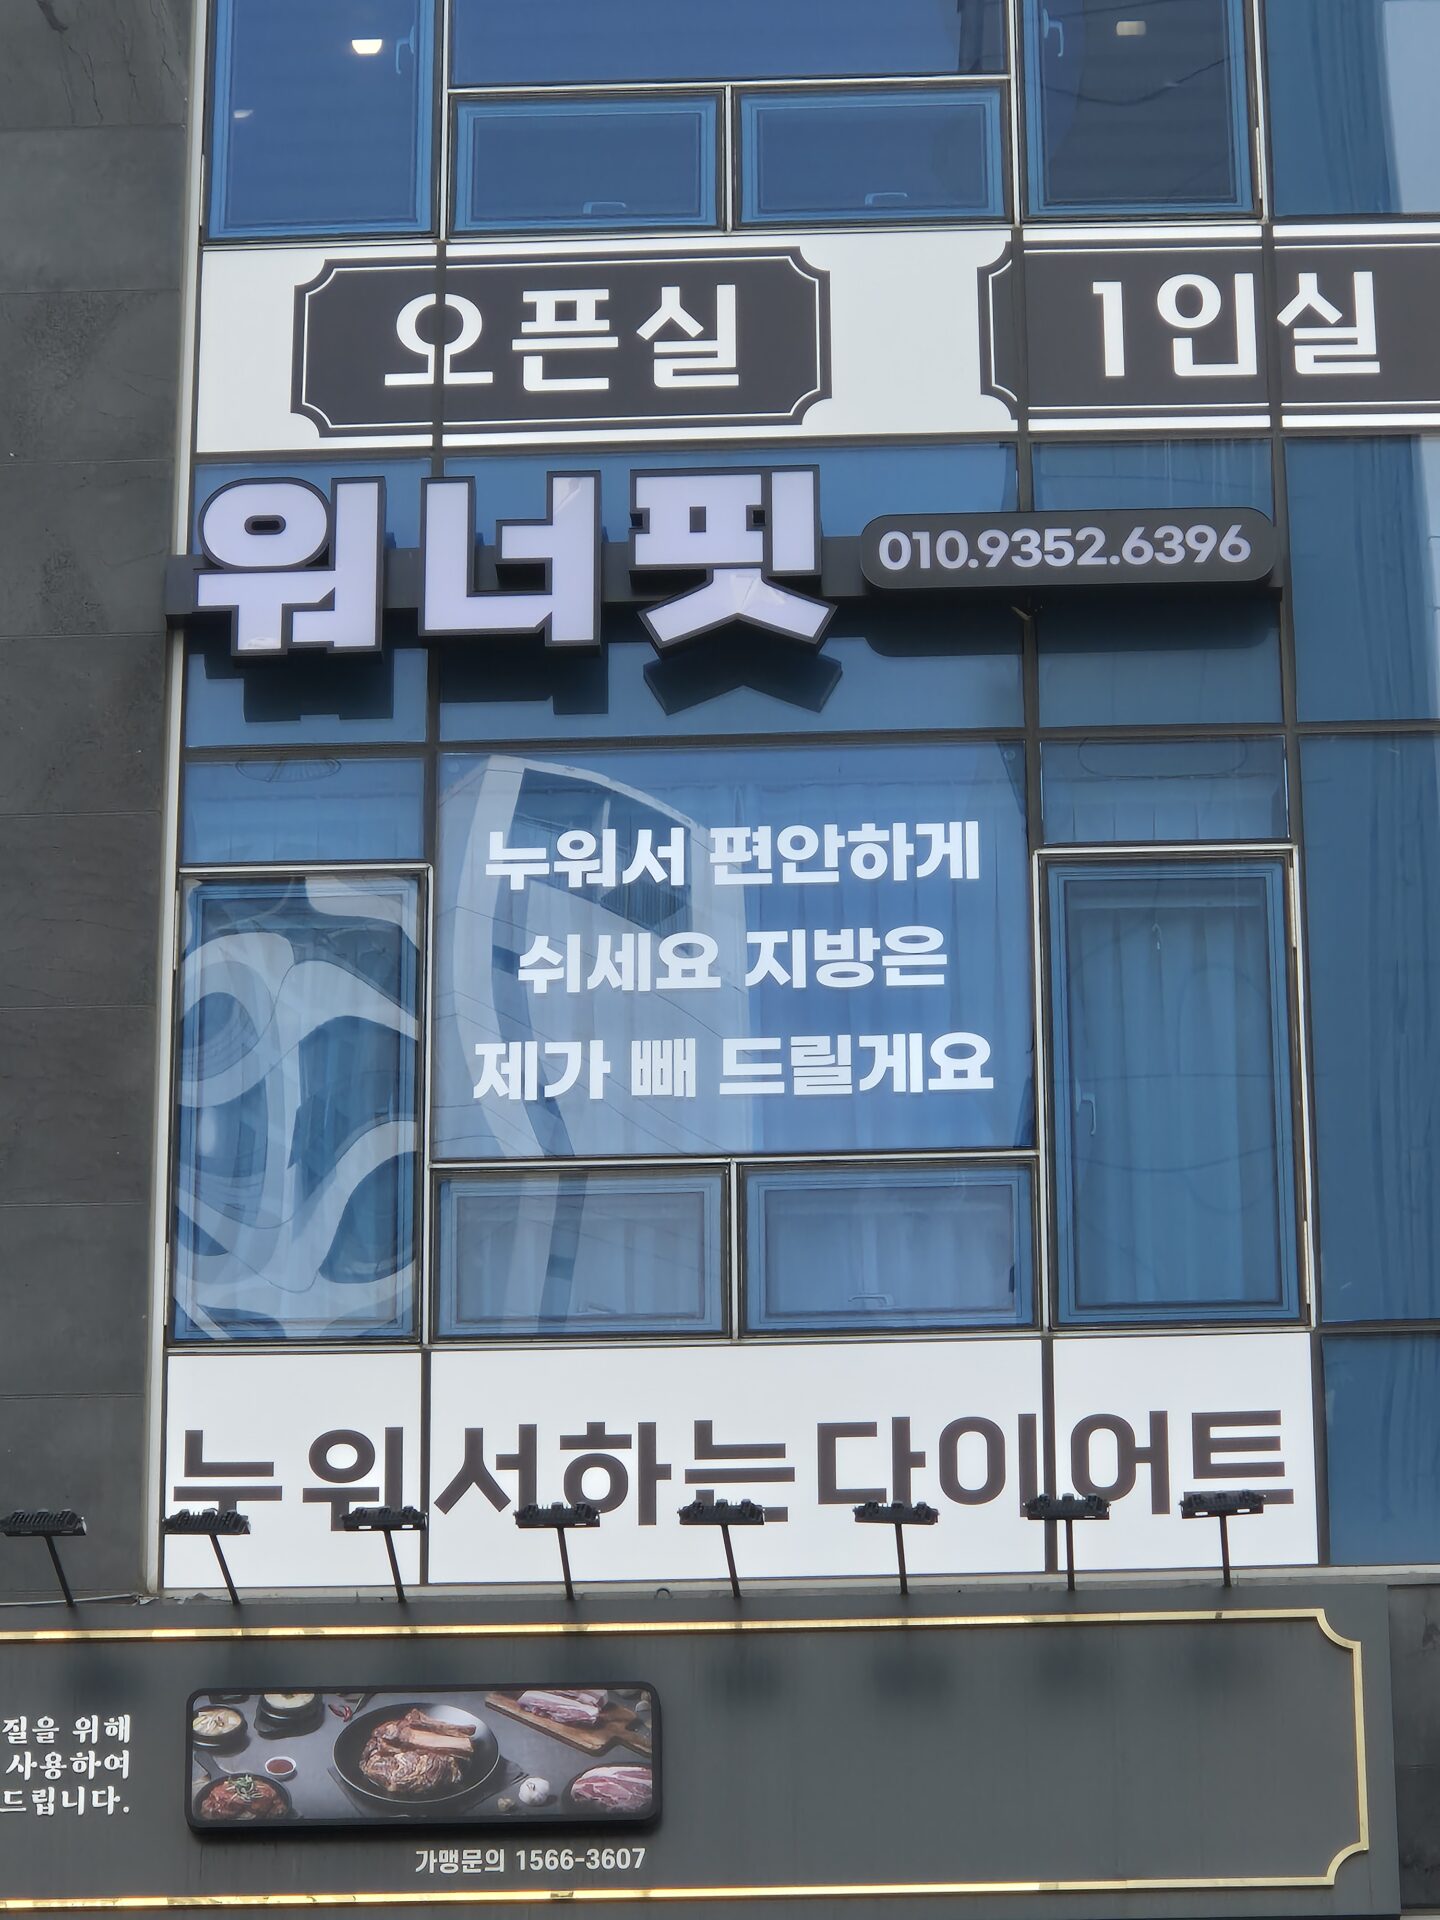 오픈실
1인실
워너핏
010.9352.6396
누워서 편안하게
쉬세요 지방은
제가 빼 드릴게요
누워서하는다이어트
질을 위해
사용하여
드립니다.
가맹문의 1566-3607